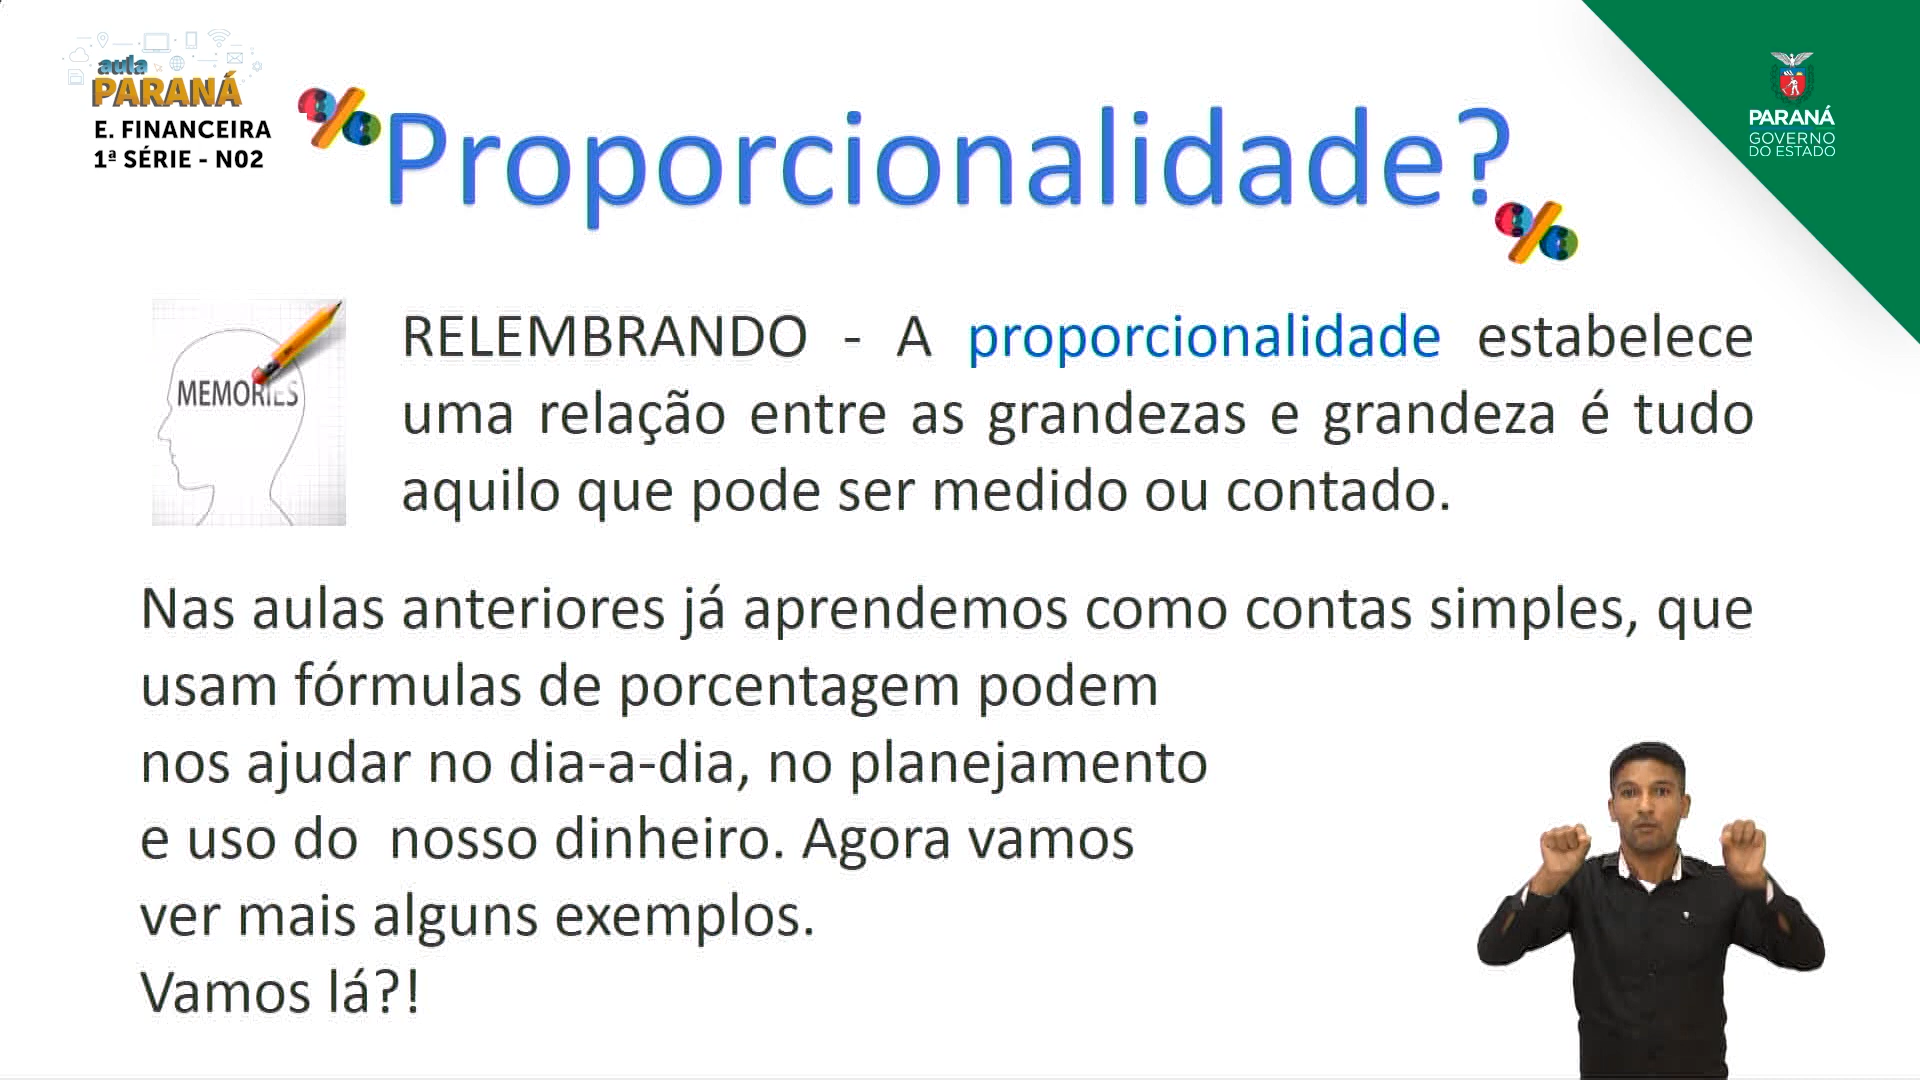 aula
PARANÁ
E. FINANCEIRA
1ª SÉRIE - N02
Proporcionalidade?
PARANÁ
GOVERNO
DO ESTADO
MEMORIES
RELEMBRANDO - A proporcionalidade estabelece
uma relação entre as grandezas e grandeza é tudo
aquilo que pode ser medido ou contado.
Nas aulas anteriores já aprendemos como contas simples, que
usam fórmulas de porcentagem podem
nos ajudar no dia-a-dia, no planejamento
e uso do nosso dinheiro. Agora vamos
ver mais alguns exemplos.
Vamos lá?!